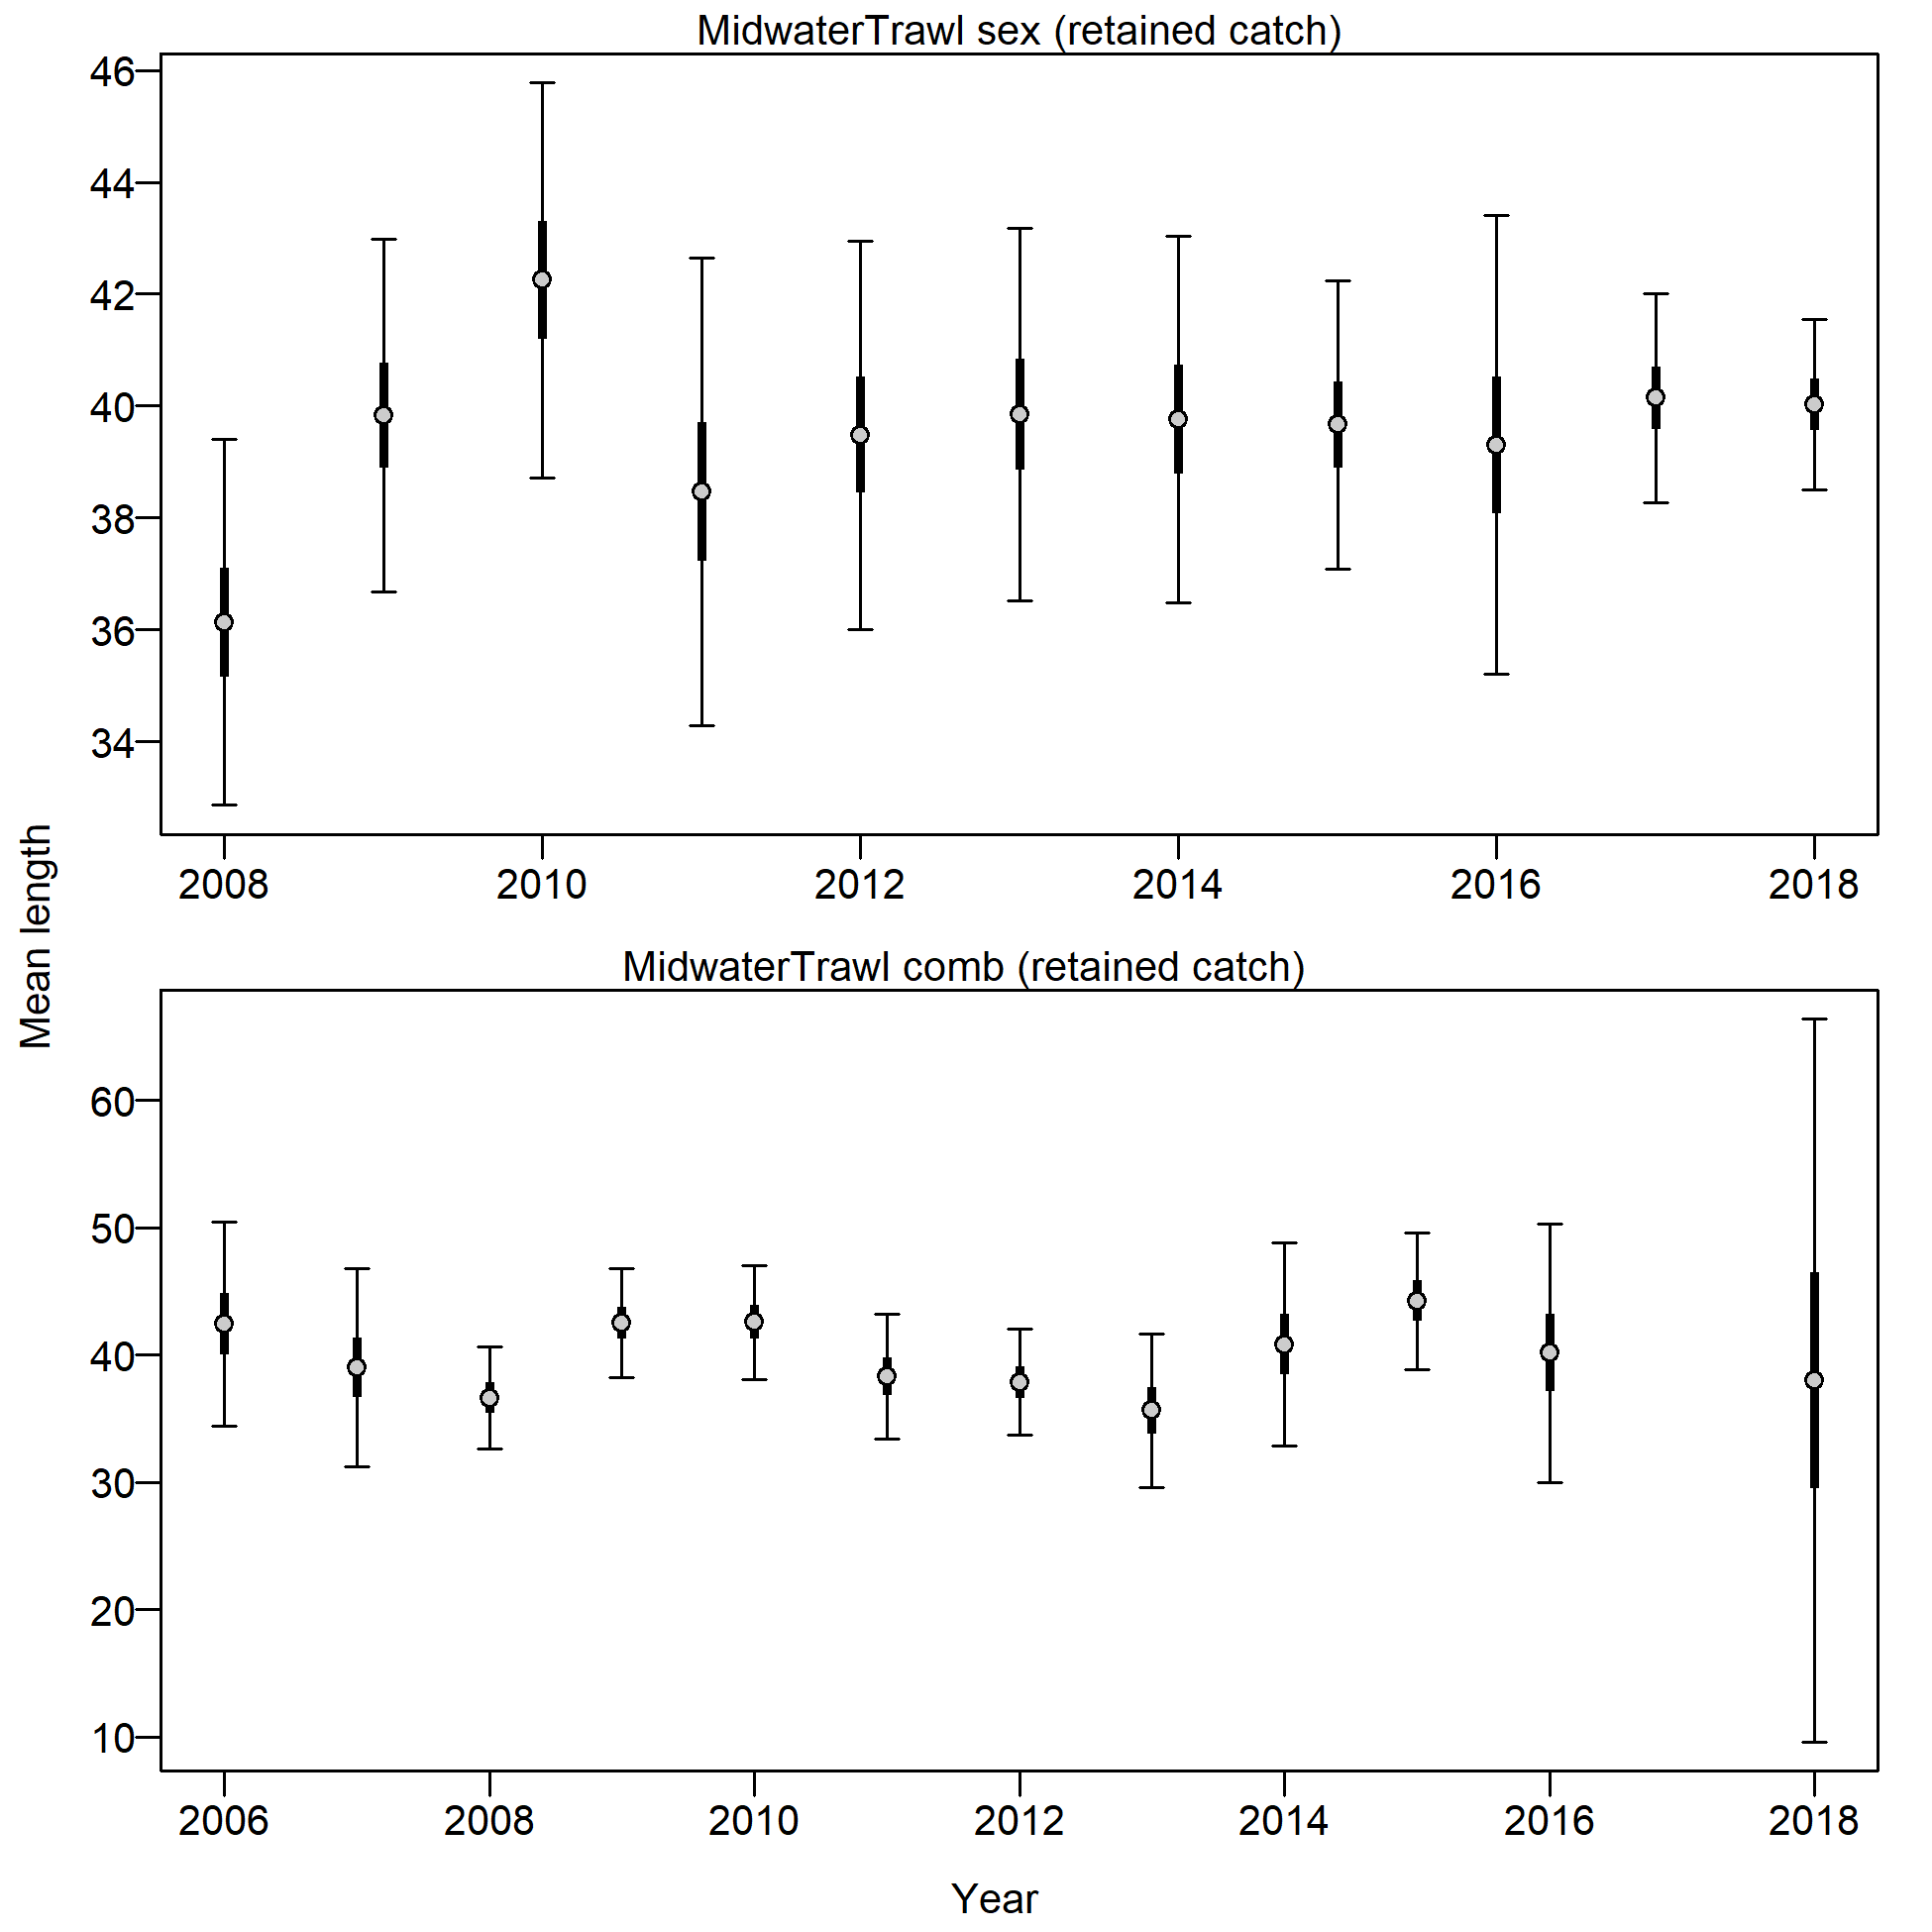 MidwaterTrawl sex (retained catch)
46
44
42
40
38
36
34
2008 2010 2012 2014 2016 2018
Mean length
MidwaterTrawl comb (retained catch)
60
50
40
30
20
10
2006 2008 2010 2012 2014 2016 2018
Year